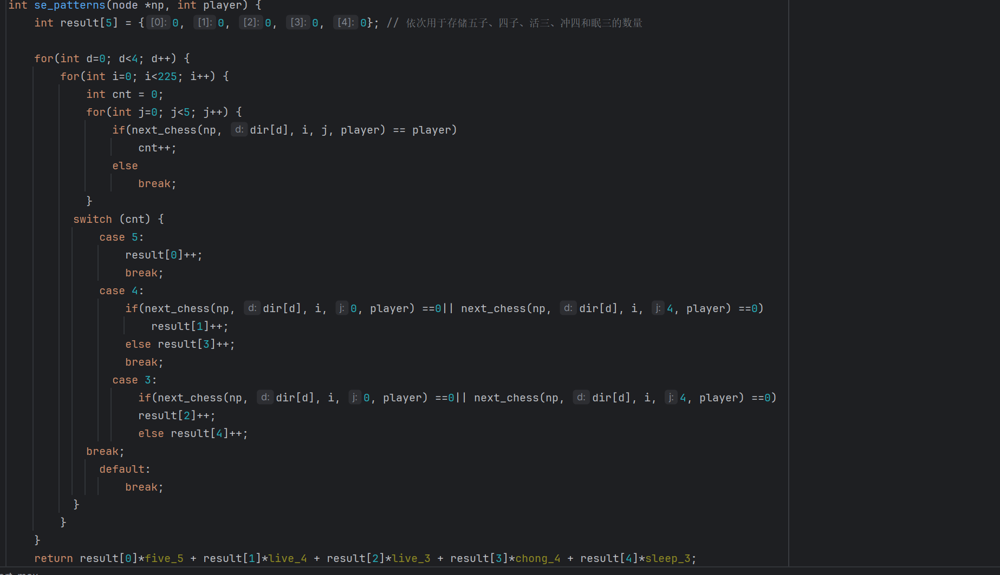 int se_patterns(node *np, int player) {
int result[5] = {[0]:0, [1]:0, [2]:0, [3]:0, [4]:0}; // 依次用于存储五子、四子、活三、冲四和眠三的数量
for(int d=0; d<4; d++) {
for(int i=0; i<225; i++) {
int cnt = 0;
for(int j=0; j<5; j++) {
if(next_chess(np, d:dir[d], i, j, player) == player)
cnt++;
else
break;
}
switch (cnt) {
case 5:
result[0]++;
break;
case 4:
if(next_chess(np, d:dir[d], i, j:0, player) ==0|| next_chess(np, d:dir[d], i, j:4, player) ==0)
result[1]++;
else result[3]++;
break;
case 3:
if(next_chess(np, d:dir[d], i, j:0, player) ==0|| next_chess(np, d:dir[d], i, j:4, player) ==0)
result[2]++;
else result[4]++;
break;
default:
break;
}
}
}
return result[0]*five_5 + result[1]*live_4 + result[2]*live_3 + result[3]*chong_4 + result[4]*sleep_3;